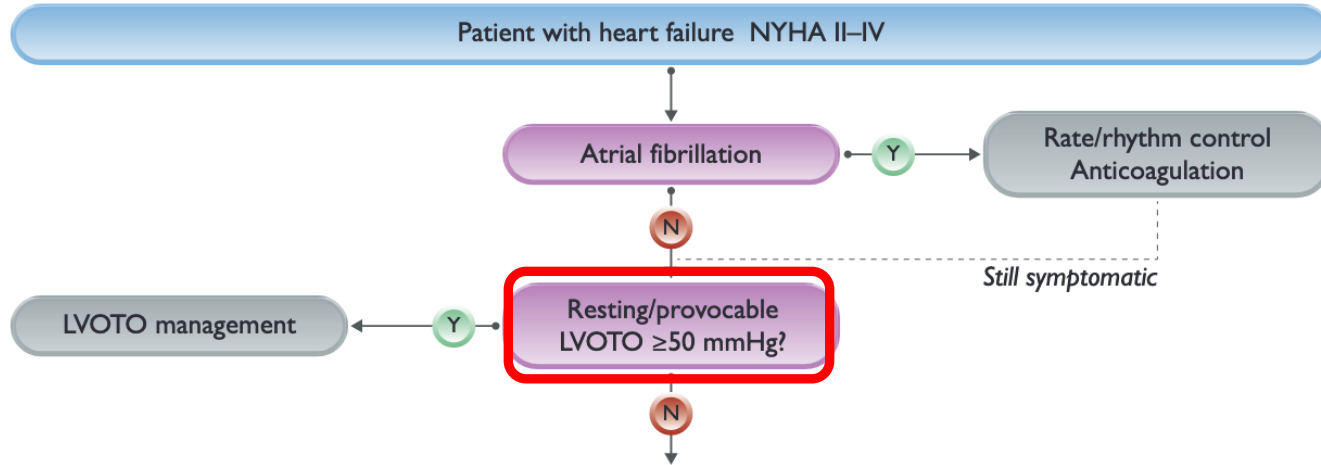 Patient with heart failure  NYHA II–IV
Atrial fibrillation
Y
Rate/rhythm control
Anticoagulation
N
Still symptomatic
LVOTO management
Y
Resting/provocable
LVOTO ≥50 mmHg?
N